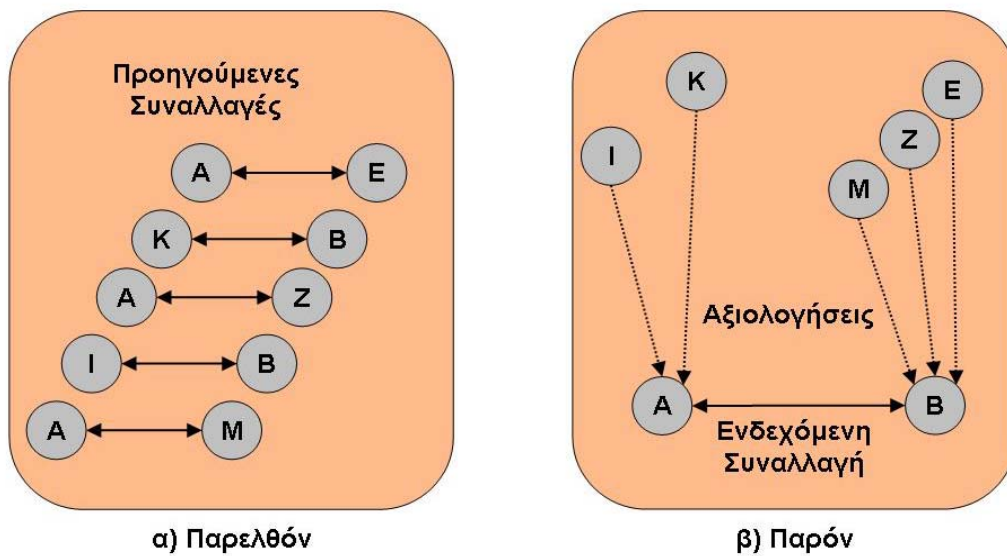 Προηγούμενες
Συναλλαγές
Α Ε
Κ Β
Α Ζ
Ι Β
Α Μ
α) Παρελθόν
Κ Ε
Ζ
Ι
Μ
Αξιολογήσεις
Α Β
Ενδεχόμενη
Συναλλαγή
β) Παρόν